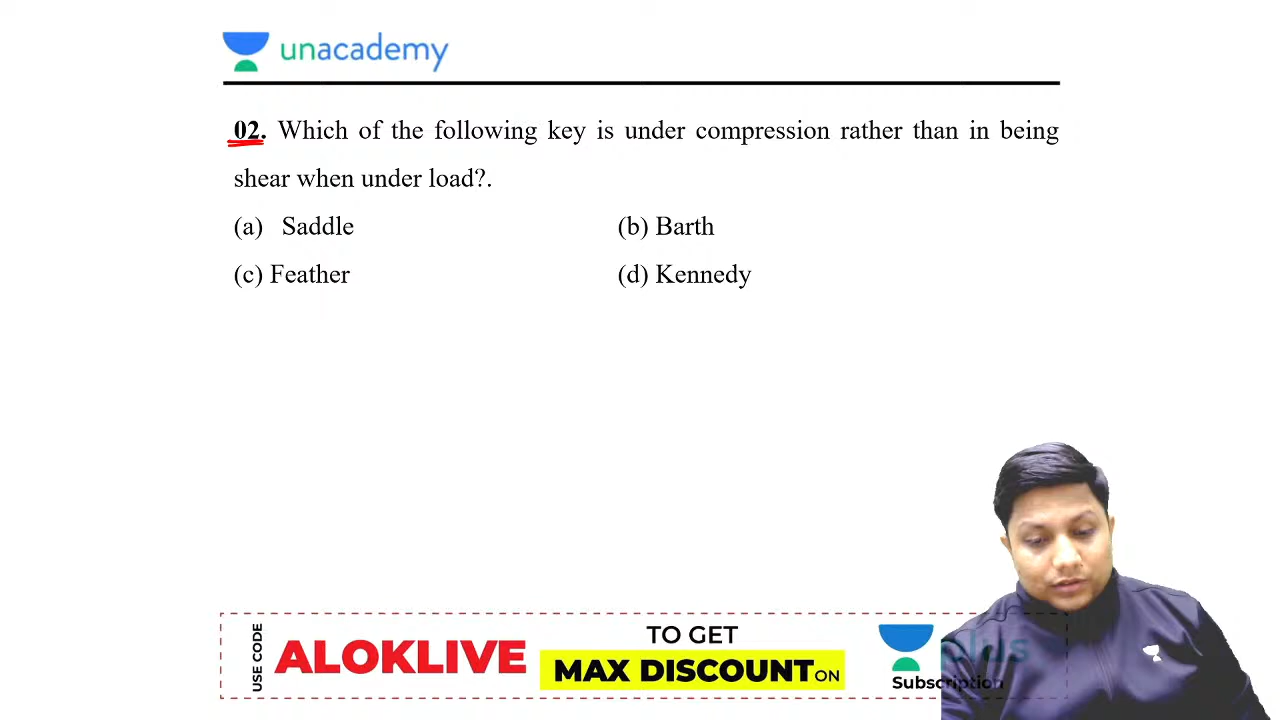 unacademy
02. Which of the following key is under compression rather than in being
shear when under load?.
(a) Saddle
(b) Barth
(c) Feather
(d) Kennedy
USE CODE
ALOKLIVE
TO GET
MAX DISCOUNT ON
plus
Subscription